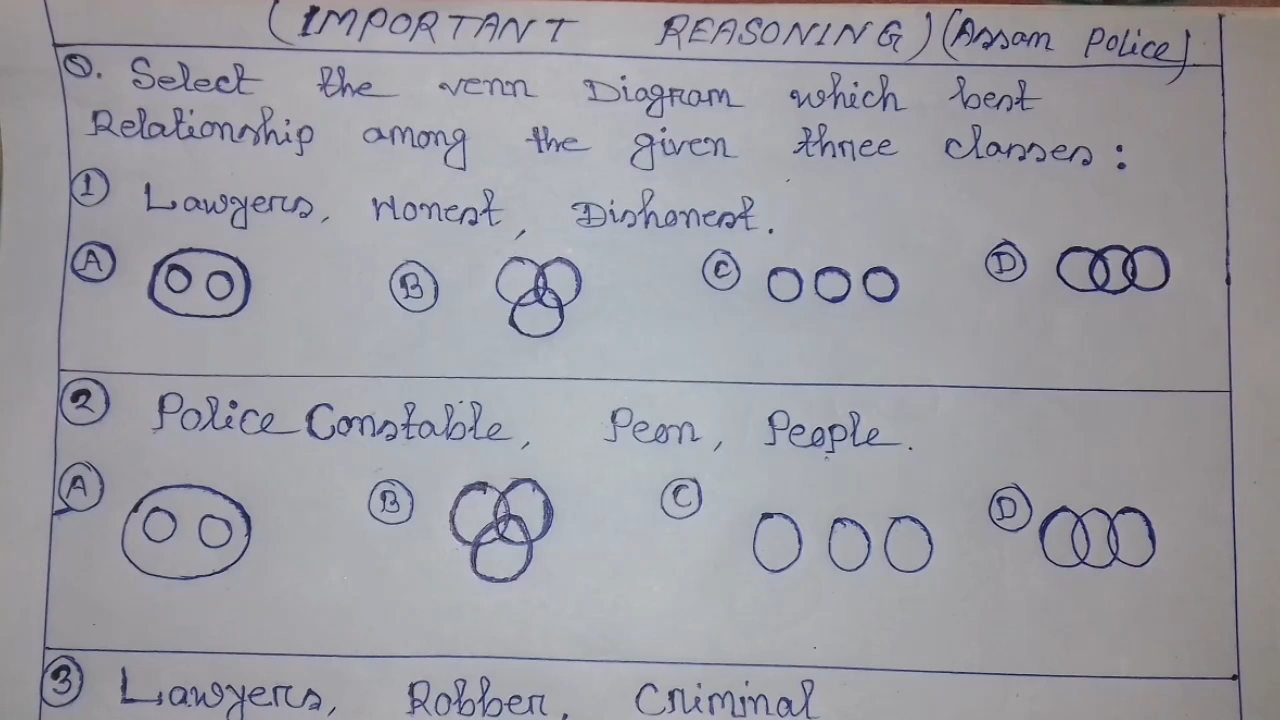 (IMPORTANT REASONING) (Assam Police)
Q. Select the venn Diagram which best
Relationship among the given three classes:
① Lawyers, Honest, Dishonest.
Ⓐ Ⓑ Ⓒ Ⓓ
② Police Constable, Peon, People.
Ⓐ Ⓑ Ⓒ Ⓓ
③ Lawyers, Robber, Criminal